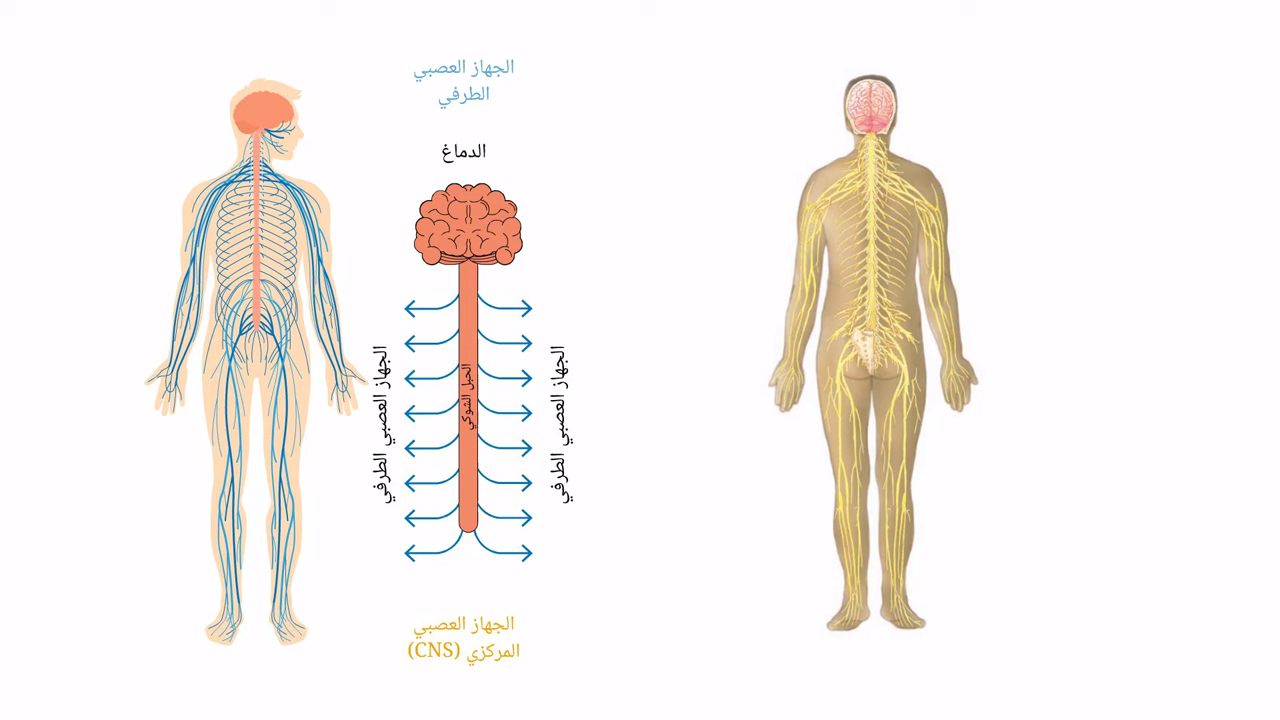 الجهاز العصبي
الطرفي
الدماغ
الجهاز العصبي الطرفي
الحبل الشوكي
الجهاز العصبي الطرفي
الجهاز العصبي
المركزي (CNS)